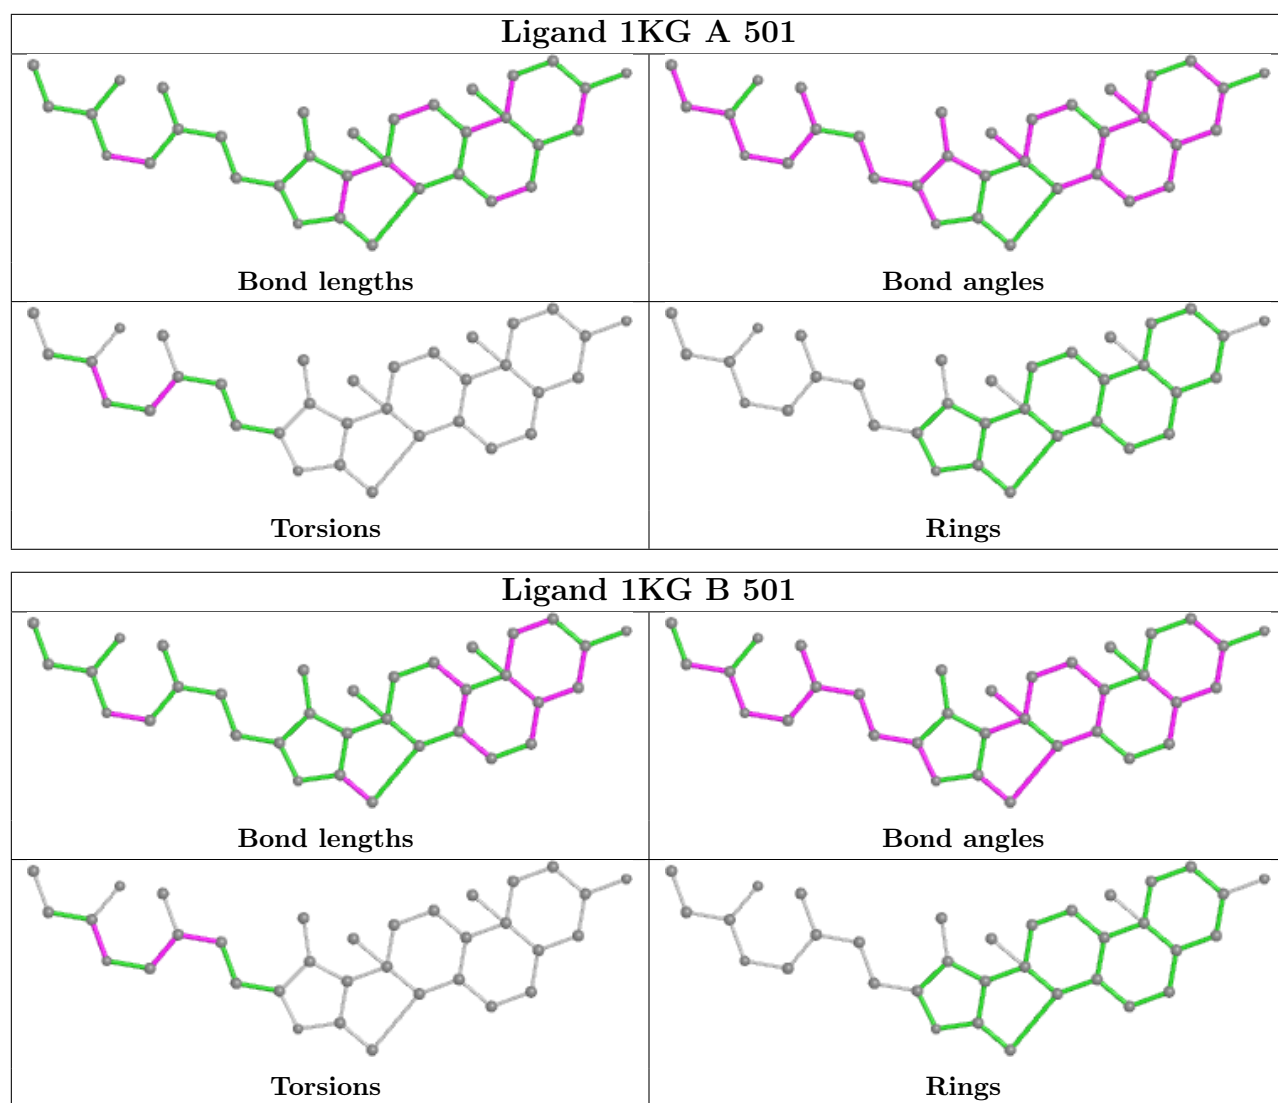 Ligand 1KG A 501
Bond lengths
Bond angles
Torsions
Rings
Ligand 1KG B 501
Bond lengths
Bond angles
Torsions
Rings